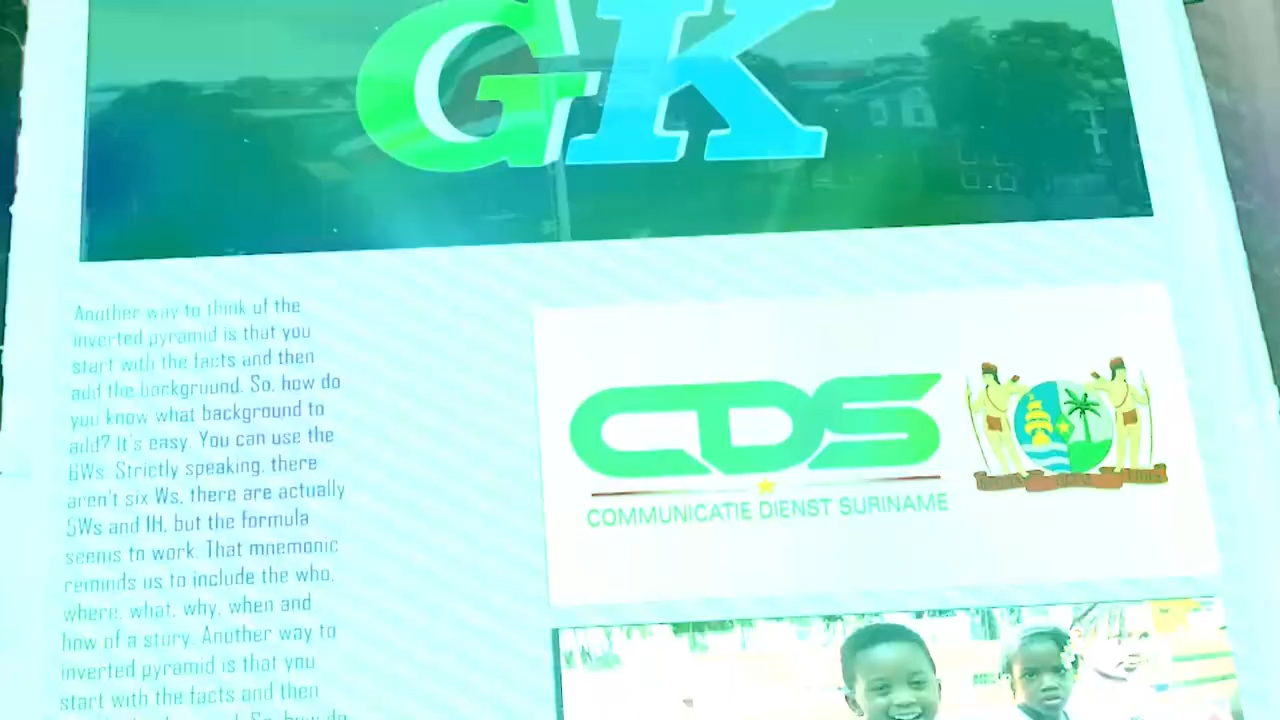 GK
Another way to think of the
inverted pyramid is that you
start with the facts and then
add the background. So, how do
you know what background to
add? It's easy. You can use the
6Ws. Strictly speaking, there
aren't six Ws, there are actually
5Ws and 1H, but the formula
seems to work. That mnemonic
reminds us to include the who,
where, what, why, when and
how of a story. Another way to
inverted pyramid is that you
start with the facts and then
CDS
COMMUNICATIE DIENST SURINAME